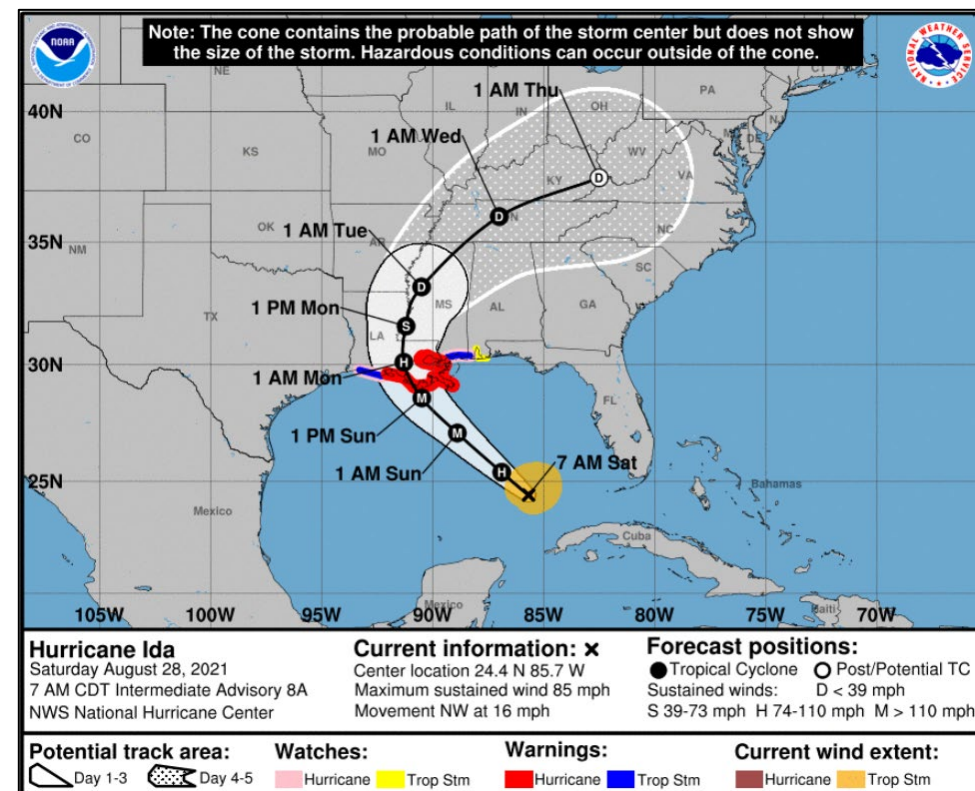 NOAA
Note: The cone contains the probable path of the storm center but does not show
the size of the storm. Hazardous conditions can occur outside of the cone.
NATIONAL WEATHER SERVICE
1 AM Thu
1 AM Wed
1 AM Tue
1 PM Mon
1 AM Mon
1 PM Sun
1 AM Sun
7 AM Sat
40N
35N
30N
25N
NE
IL
IN
OH
PA
NJ
DE
CO
KS
MO
WV
KY
VA
NM
OK
AR
NC
SC
TX
LA
MS
AL
GA
FL
Mexico
Bahamas
Cuba
Mexico
Haiti
D
D
D
S
H
M
M
H
105W 100W 95W 90W 85W 80W 75W 70W
Hurricane Ida
Saturday August 28, 2021
7 AM CDT Intermediate Advisory 8A
NWS National Hurricane Center
Current information: x
Center location 24.4 N 85.7 W
Maximum sustained wind 85 mph
Movement NW at 16 mph
Forecast positions:
Tropical Cyclone Post/Potential TC
Sustained winds: D < 39 mph
S 39-73 mph H 74-110 mph M > 110 mph
Potential track area:
Day 1-3 Day 4-5
Watches:
Hurricane Trop Stm
Warnings:
Hurricane Trop Stm
Current wind extent:
Hurricane Trop Stm